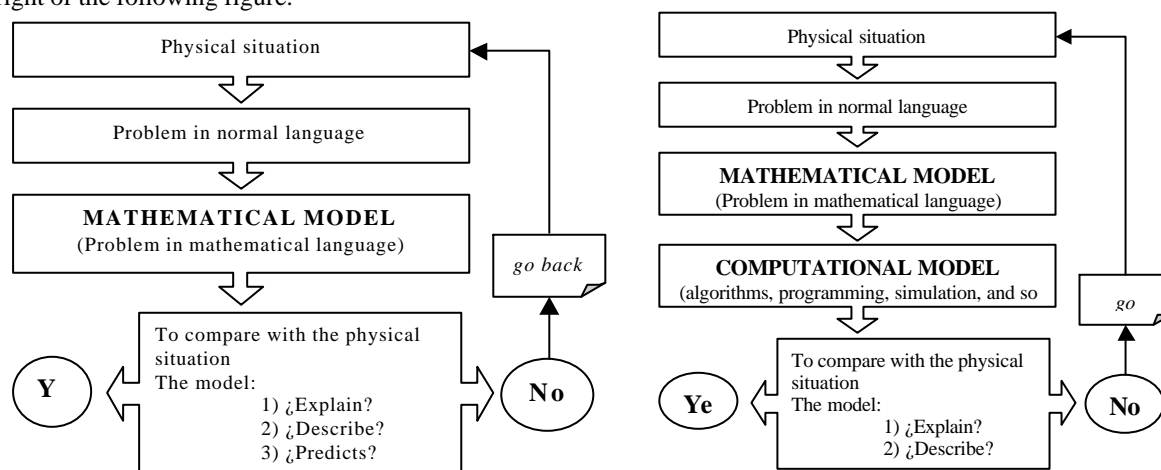 right of the following figure.
Physical situation
Problem in normal language
MATHEMATICAL MODEL
(Problem in mathematical language)
go back
To compare with the physical
situation
The model:
1) ¿Explain?
2) ¿Describe?
3) ¿Predicts?
Y
No
Physical situation
Problem in normal language
MATHEMATICAL MODEL
(Problem in mathematical language)
COMPUTATIONAL MODEL
(algorithms, programming, simulation, and so
go
To compare with the physical
situation
The model:
1) ¿Explain?
2) ¿Describe?
Ye
No